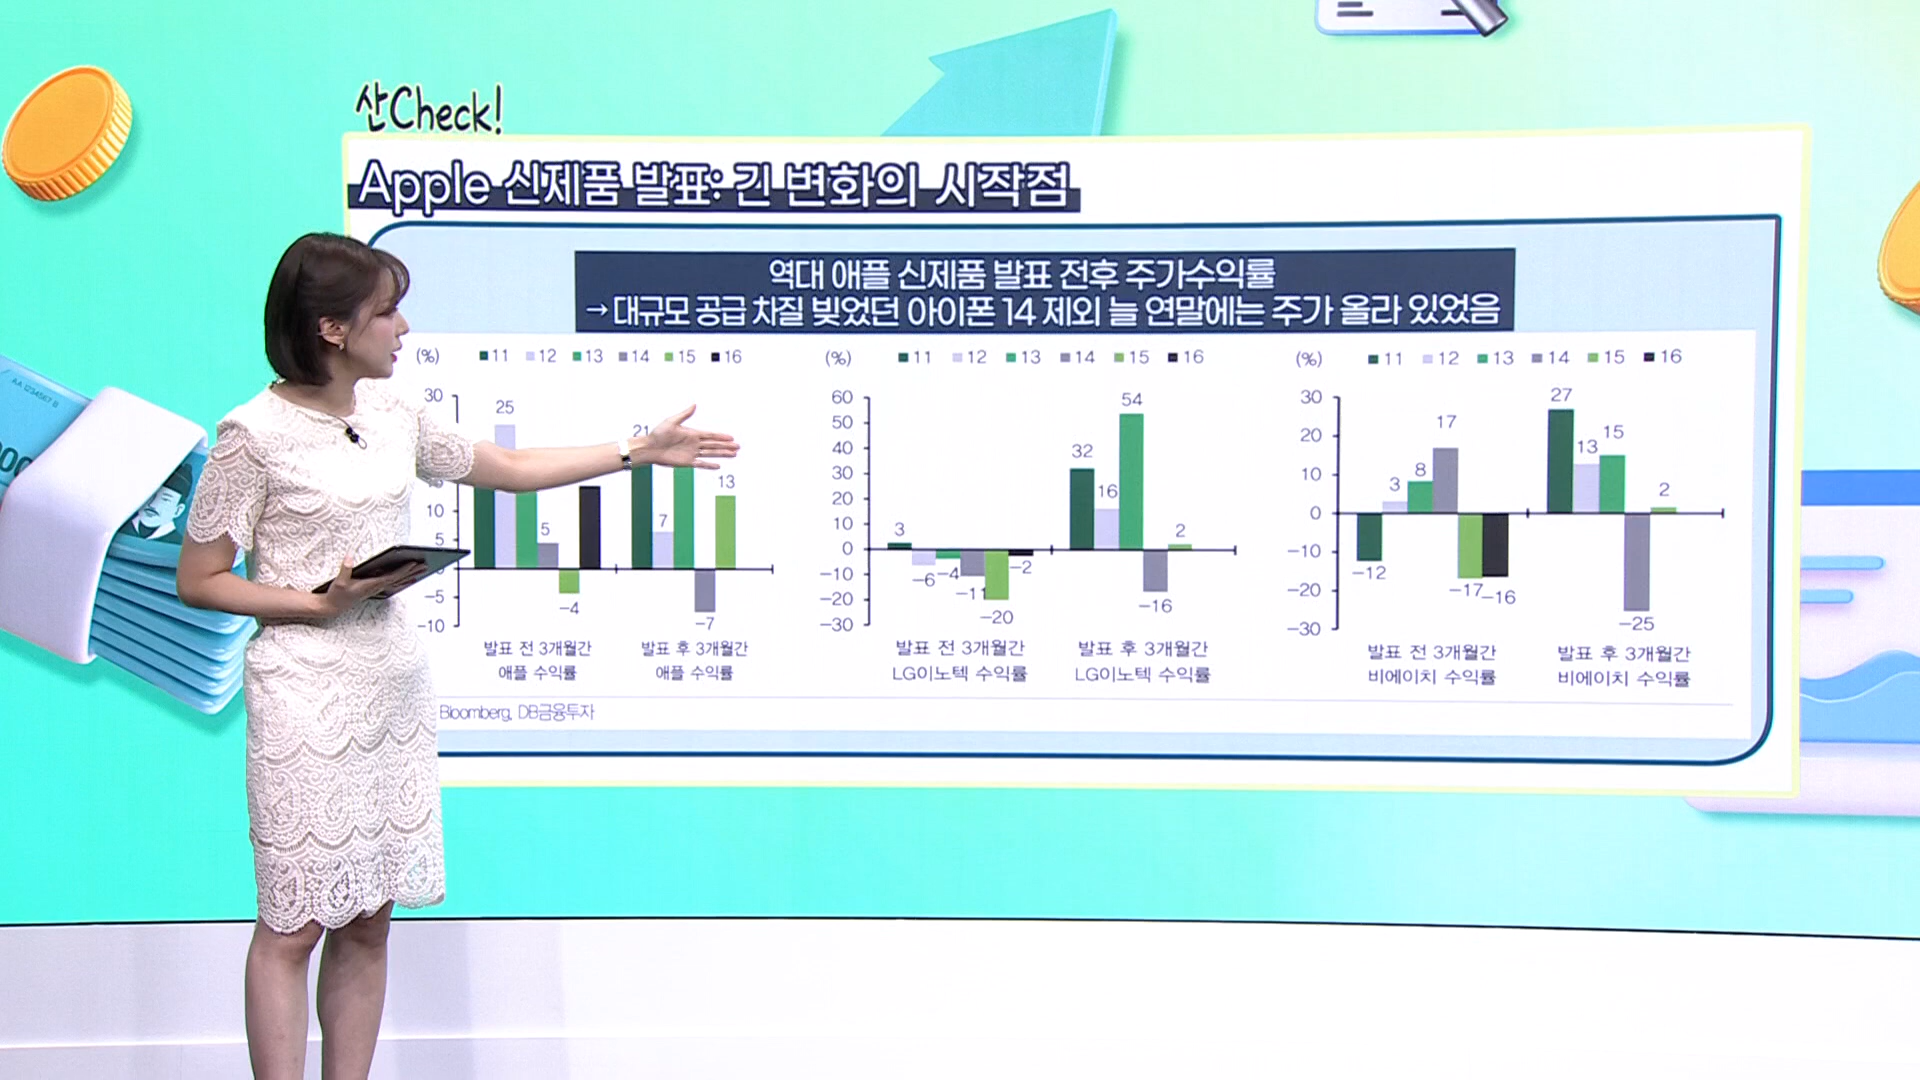 산Check!
Apple 신제품 발표: 긴 변화의 시작점
역대 애플 신제품 발표 전후 주가수익률
→ 대규모 공급 차질 빚었던 아이폰 14 제외 늘 연말에는 주가 올라 있었음
(%) 11 12 13 14 15 16
30
10
5
-5
-10
25
5
-4
21
7
-7
13
발표 전 3개월간
애플 수익률
발표 후 3개월간
애플 수익률
(%) 11 12 13 14 15 16
60
50
40
30
20
10
0
-10
-20
-30
3
-6
-4
-11
-20
-2
32
16
54
-16
2
발표 전 3개월간
LG이노텍 수익률
발표 후 3개월간
LG이노텍 수익률
(%) 11 12 13 14 15 16
30
20
10
0
-10
-20
-30
-12
3
8
17
-17
-16
27
13
15
-25
2
발표 전 3개월간
비에이치 수익률
발표 후 3개월간
비에이치 수익률
Bloomberg, DB금융투자
AA 1234567 B